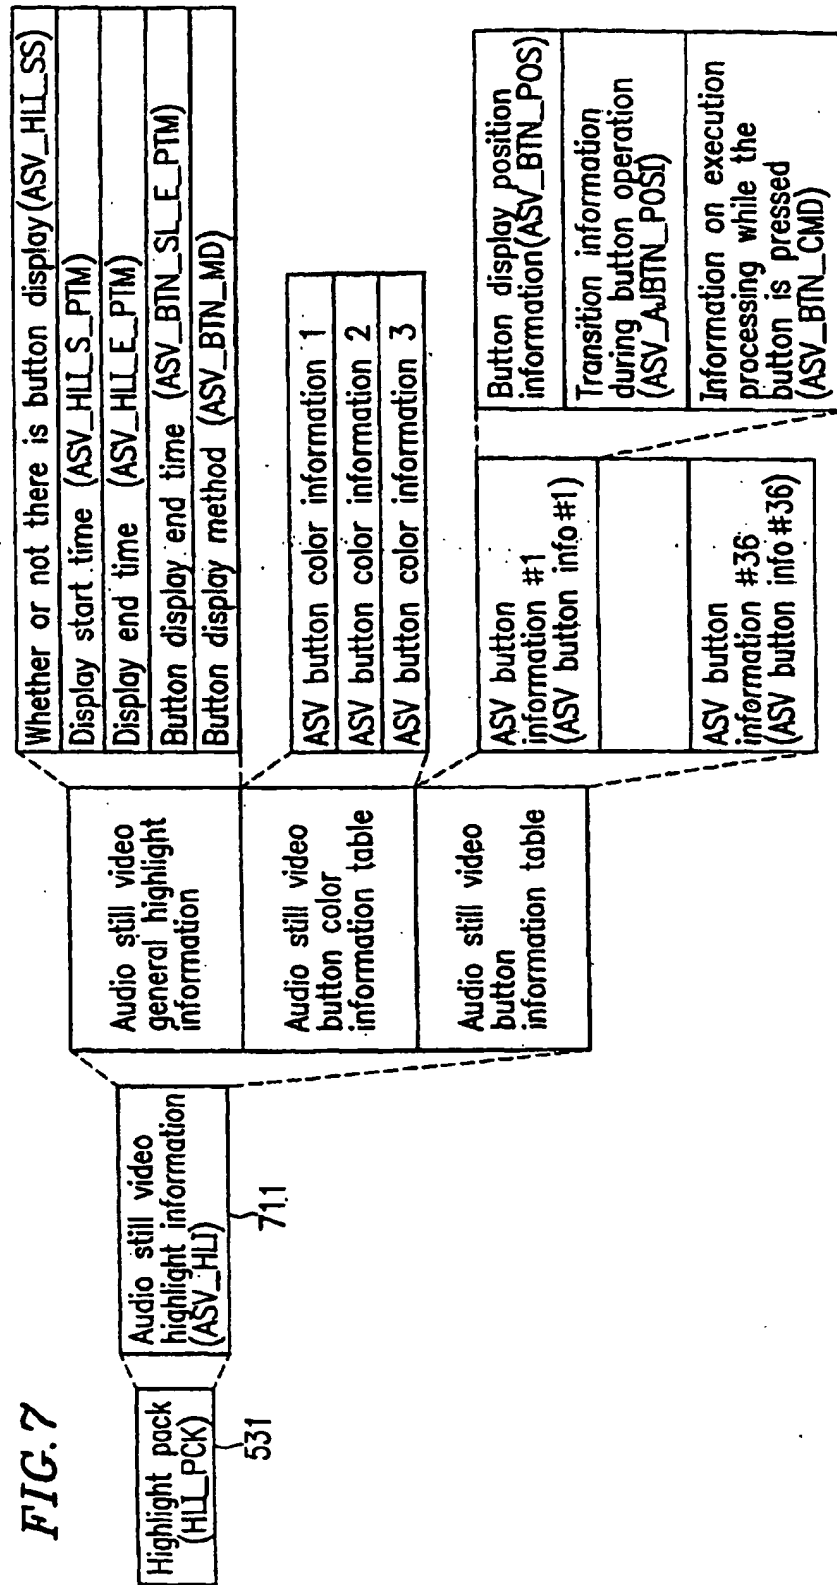 FIG.7
Highlight pack
(HLI_PCK)
531
Audio still video
highlight information
(ASV_HLI)
711
Audio still video
general highlight
information
Audio still video
button color
information table
Audio still video
button
information table
Whether or not there is button display(ASV_HLI_SS)
Display start time (ASV_HLI_S_PTM)
Display end time (ASV_HLI_E_PTM)
Button display end time (ASV_BTN_SL_E_PTM)
Button display method (ASV_BTN_MD)
ASV button color information 1
ASV button color information 2
ASV button color information 3
ASV button
information #1
(ASV button info#1)
ASV button
information #36
(ASV button info#36)
Button display position
information(ASV_BTN_POS)
Transition information
during button operation
(ASV_AJBTN_POSI)
Information on execution
processing while the
button is pressed
(ASV_BTN_CMD)